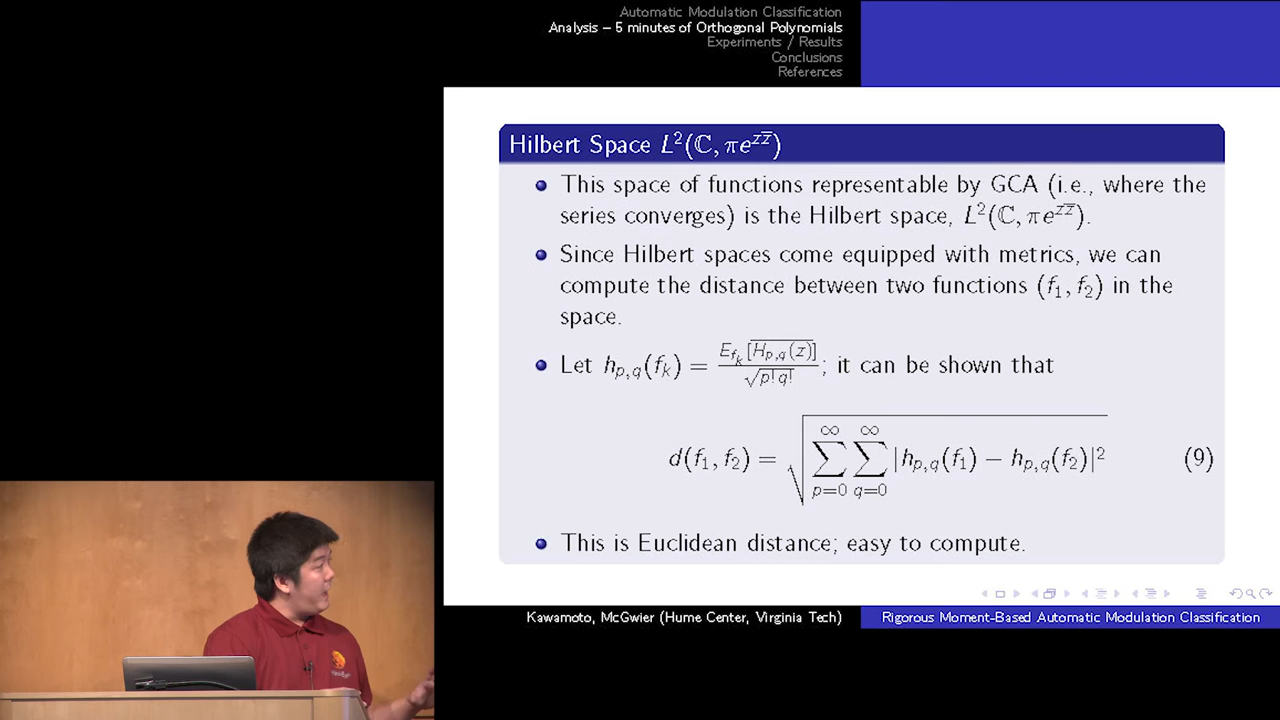 Automatic Modulation Classification
Analysis – 5 minutes of Orthogonal Polynomials
Experiments / Results
Conclusions
References
Hilbert Space L²(ℂ, πe^{zz̅})
This space of functions representable by GCA (i.e., where the
series converges) is the Hilbert space, L²(ℂ, πe^{zz̅}).
Since Hilbert spaces come equipped with metrics, we can
compute the distance between two functions (f₁, f₂) in the
space.
Let h_{p,q}(f_k) = E_{f_k}[\overline{H_{p,q}(z)}] / √(p!q!); it can be shown that
d(f₁, f₂) = √(∑_{p=0}^{∞} ∑_{q=0}^{∞} |h_{p,q}(f₁) − h_{p,q}(f₂)|²) (9)
This is Euclidean distance; easy to compute.
Kawamoto, McGwier (Hume Center, Virginia Tech)
Rigorous Moment-Based Automatic Modulation Classification